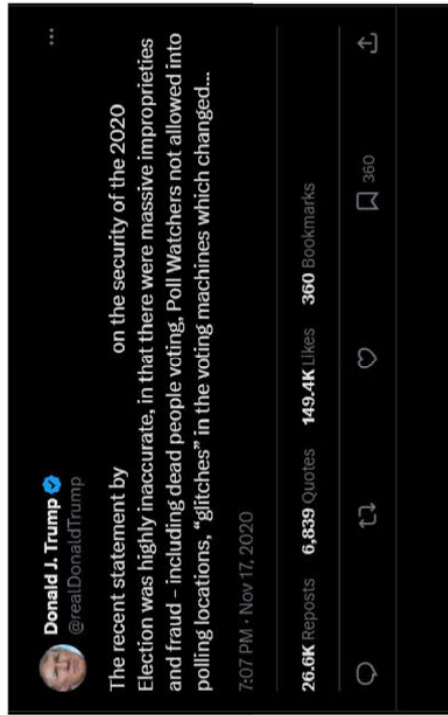 Donald J. Trump
@realDonaldTrump
The recent statement by on the security of the 2020
Election was highly inaccurate, in that there were massive improprieties
and fraud – including dead people voting, Poll Watchers not allowed into
polling locations, “glitches” in the voting machines which changed...
7:07 PM · Nov 17, 2020
26.6K Reposts 6,839 Quotes 149.4K Likes 360 Bookmarks
360